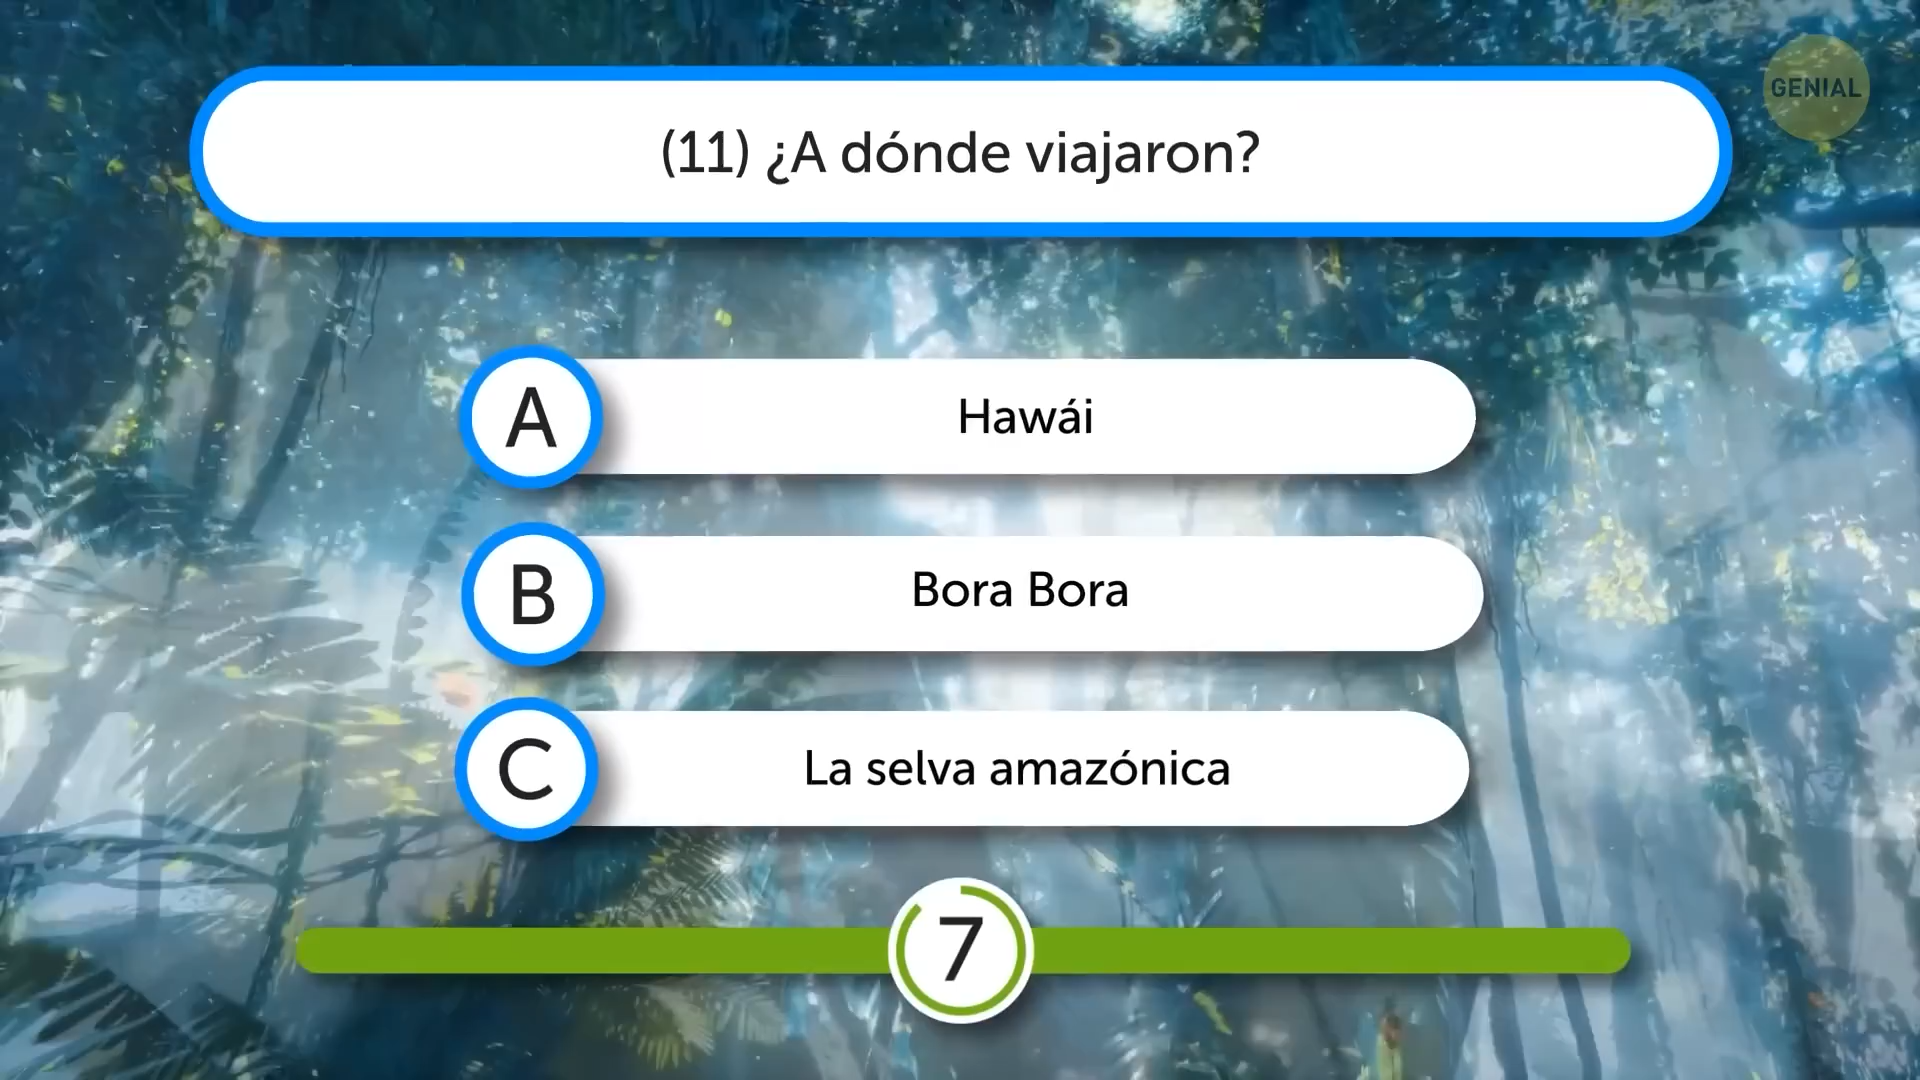 GENIAL
(11) ¿A dónde viajaron?
A
Hawái
B
Bora Bora
C
La selva amazónica
7